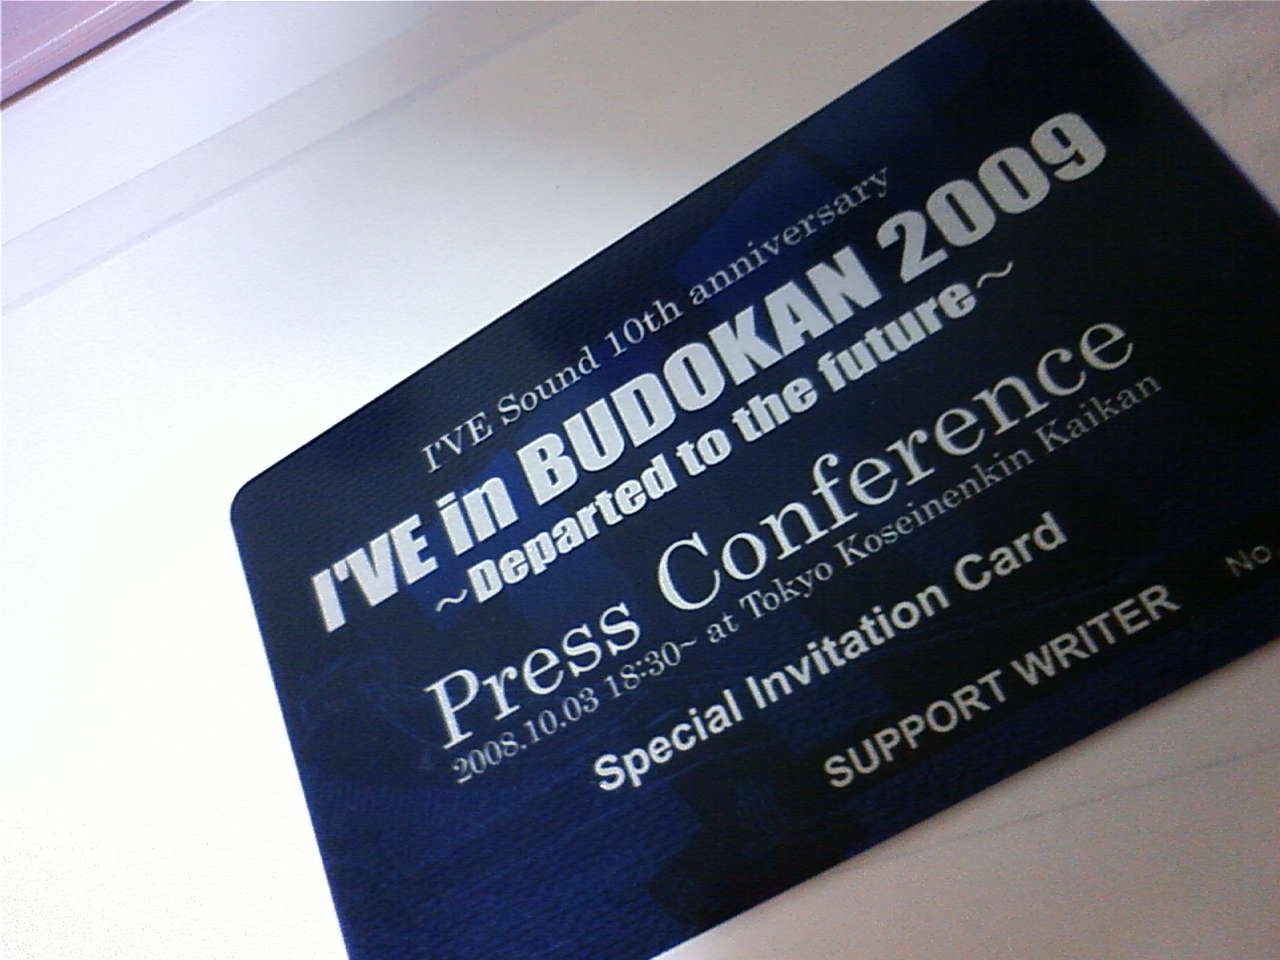 I'VE Sound 10th anniversary
I'VE in BUDOKAN 2009
~Departed to the future~
Press Conference
2008.10.03 18:30~ at Tokyo Koseinenkin Kaikan
Special Invitation Card
SUPPORT WRITER
No.